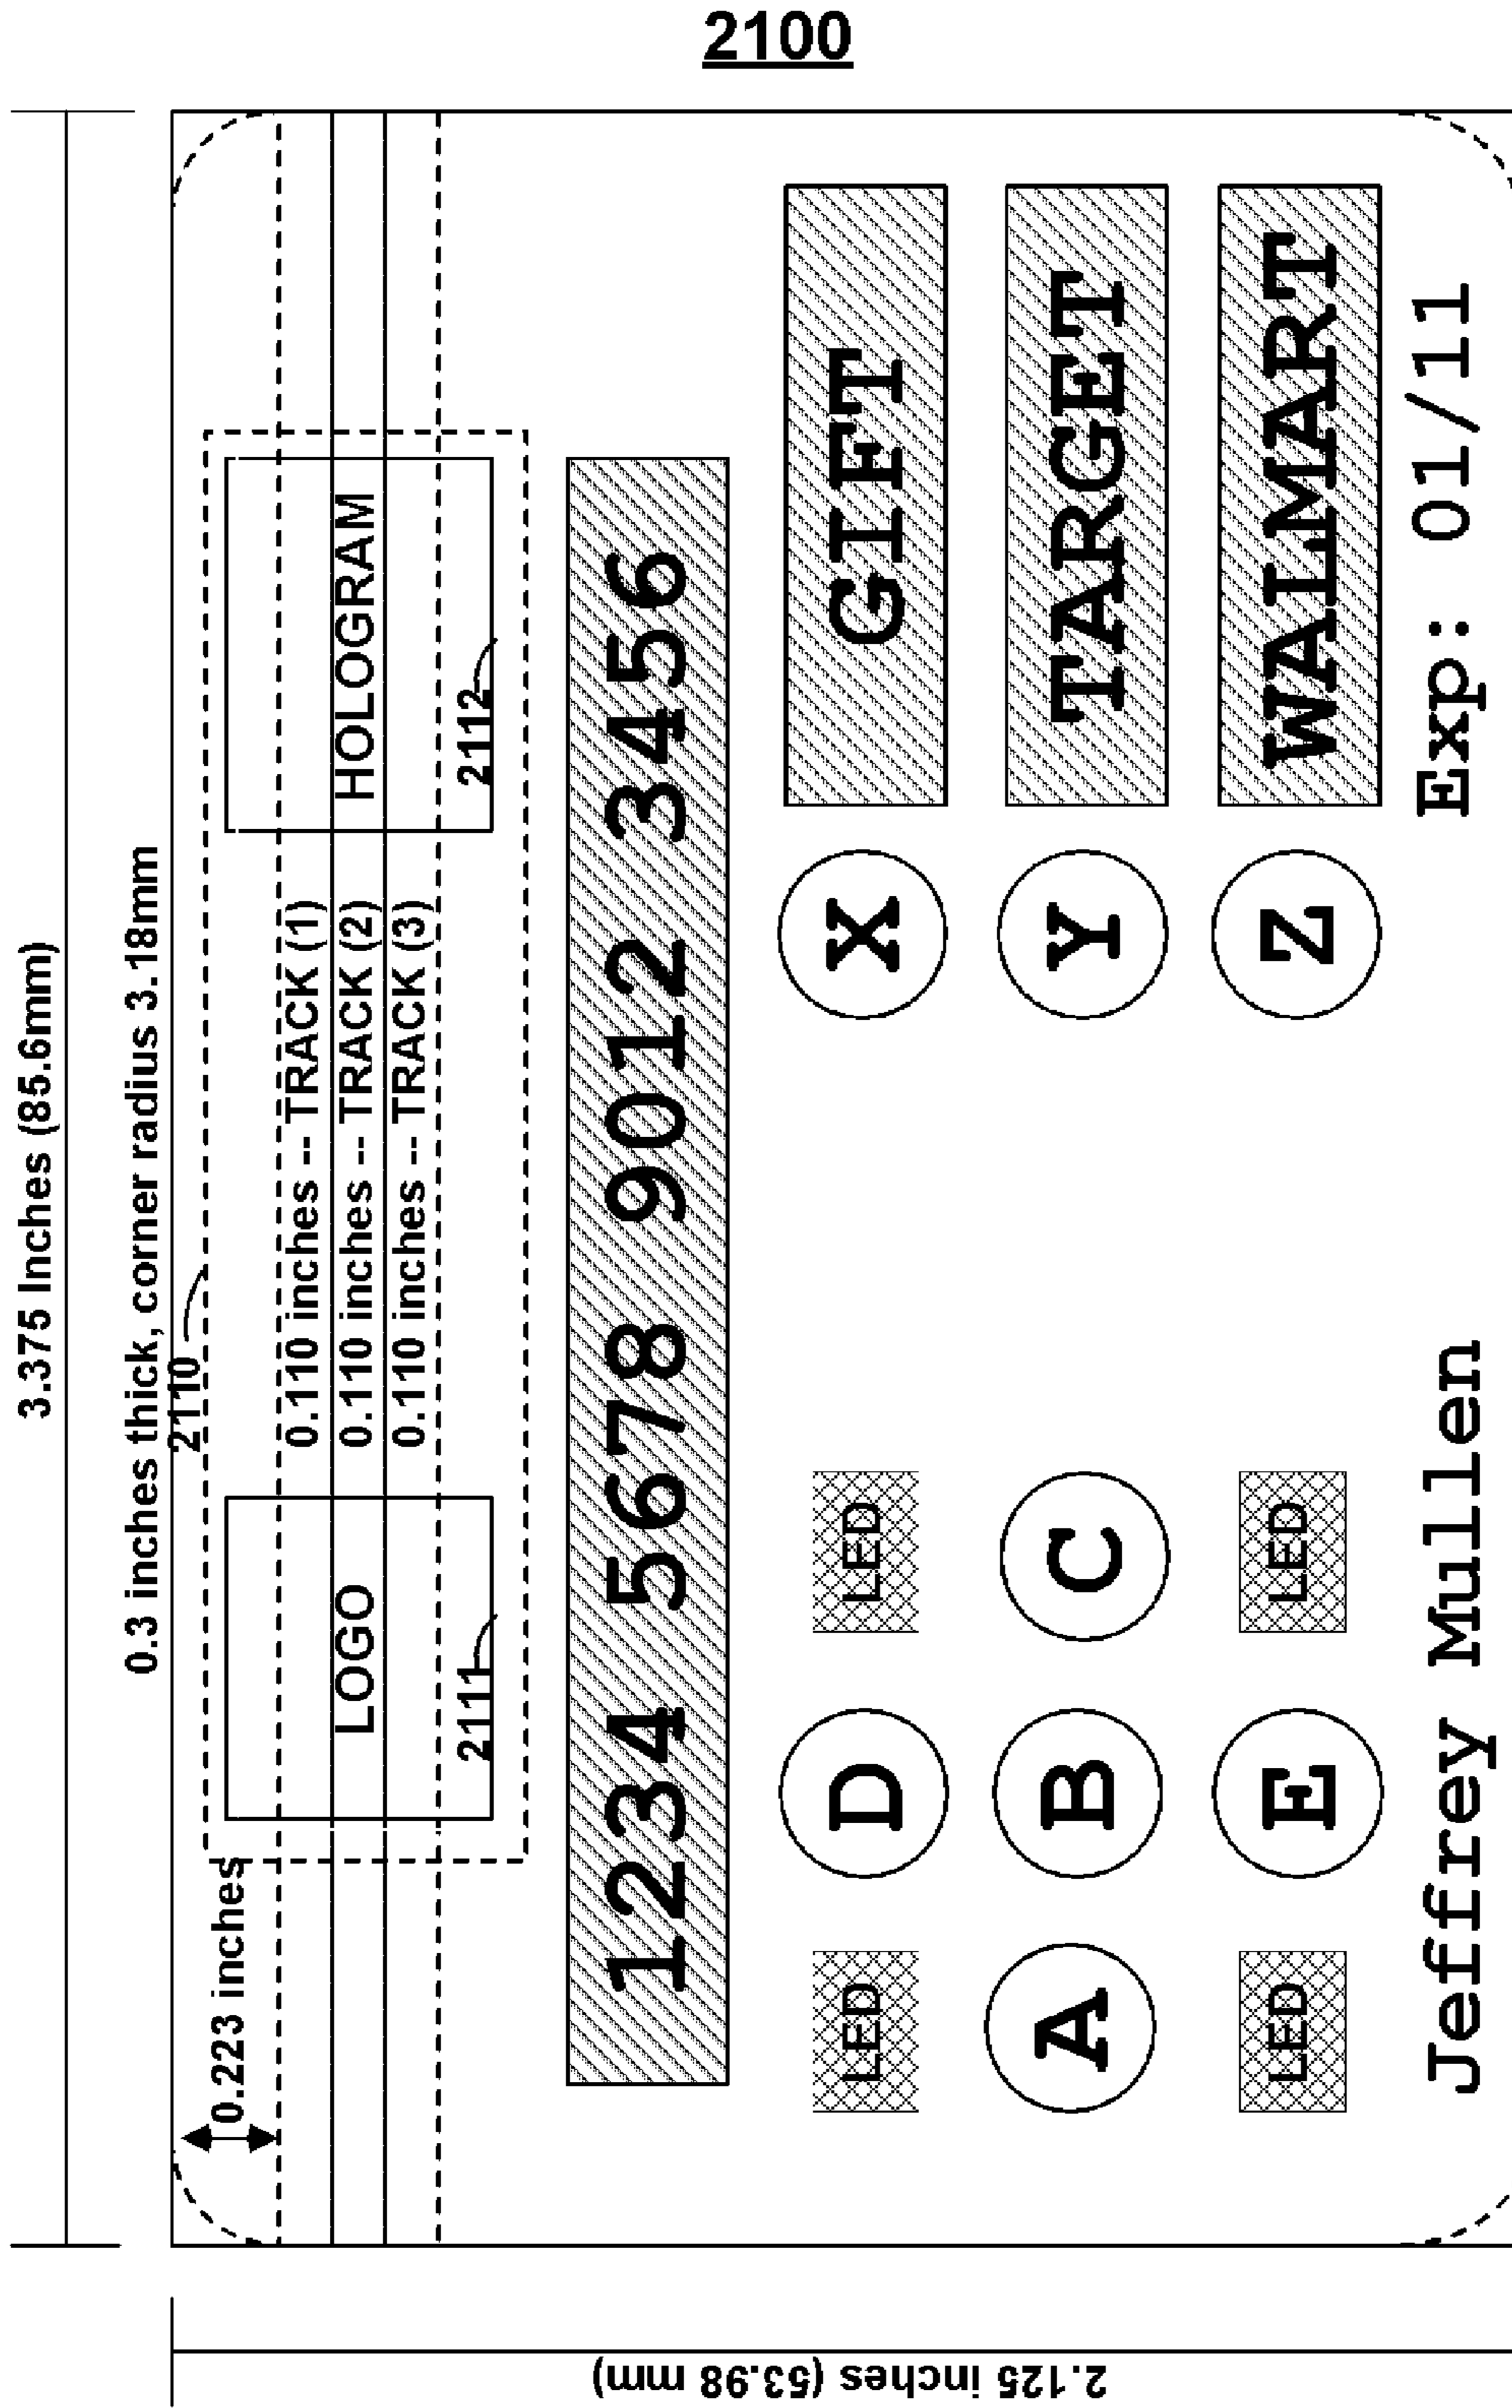 2100
3.375 Inches (85.6mm)
0.3 inches thick, corner radius 3.18mm
2110
0.223 inches
0.110 inches -- TRACK (1)
0.110 inches -- TRACK (2)
0.110 inches -- TRACK (3)
LOGO
2111
HOLOGRAM
2112
1234 5678 9012 3456
LED
D
LED
X
GIFT
A
B
C
Y
TARGET
LED
E
LED
Z
WALMART
Jeffrey Mullen
Exp: 01/11
2.125 inches (53.98 mm)